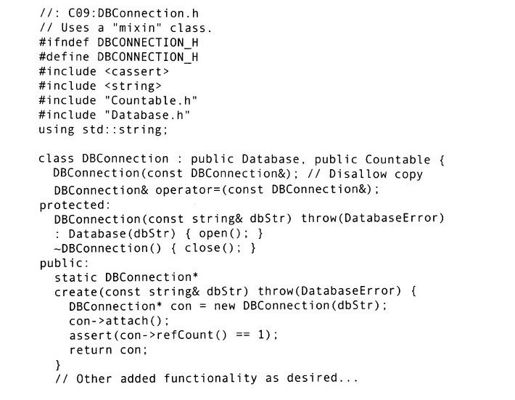 //: C09:DBConnection.h
// Uses a "mixin" class.
#ifndef DBCONNECTION_H
#define DBCONNECTION_H
#include <cassert>
#include <string>
#include "Countable.h"
#include "Database.h"
using std::string;

class DBConnection : public Database, public Countable {
  DBConnection(const DBConnection&); // Disallow copy
  DBConnection& operator=(const DBConnection&);
protected:
  DBConnection(const string& dbStr) throw(DatabaseError)
  : Database(dbStr) { open(); }
  ~DBConnection() { close(); }
public:
  static DBConnection*
  create(const string& dbStr) throw(DatabaseError) {
    DBConnection* con = new DBConnection(dbStr);
    con->attach();
    assert(con->refCount() == 1);
    return con;
  }
  // Other added functionality as desired...